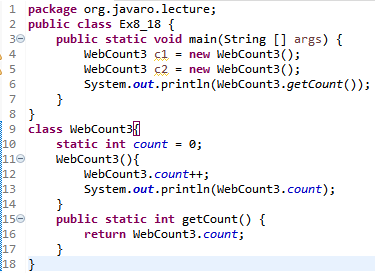 1 package org.javaro.lecture;
2 public class Ex8_18 {
3 public static void main(String [] args) {
4 WebCount3 c1 = new WebCount3();
5 WebCount3 c2 = new WebCount3();
6 System.out.println(WebCount3.getCount());
7 }
8 }
9 class WebCount3{
10 static int count = 0;
11 WebCount3(){
12 WebCount3.count++;
13 System.out.println(WebCount3.count);
14 }
15 public static int getCount() {
16 return WebCount3.count;
17 }
18 }